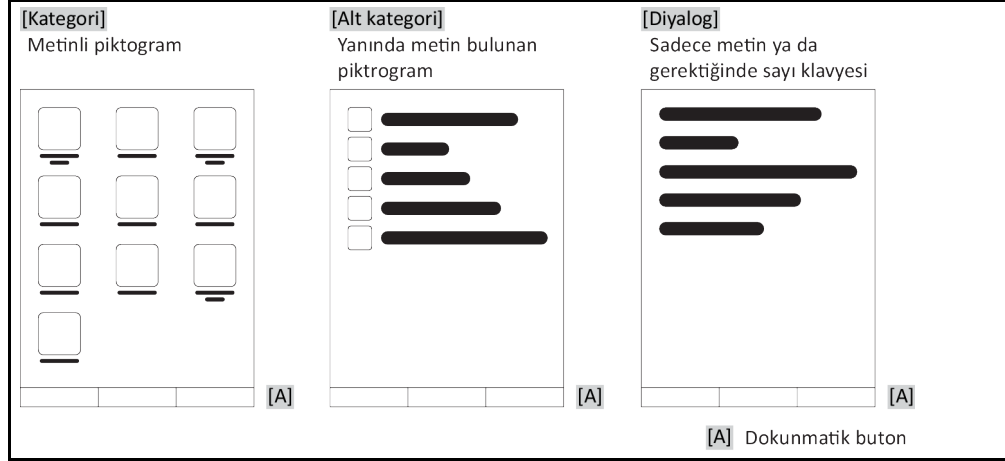 [Kategori]
Metinli piktogram
[Alt kategori]
Yanında metin bulunan
piktrogram
[Diyalog]
Sadece metin ya da
gerektiğinde sayı klavyesi
[A]
[A]
[A]
[A] Dokunmatik buton